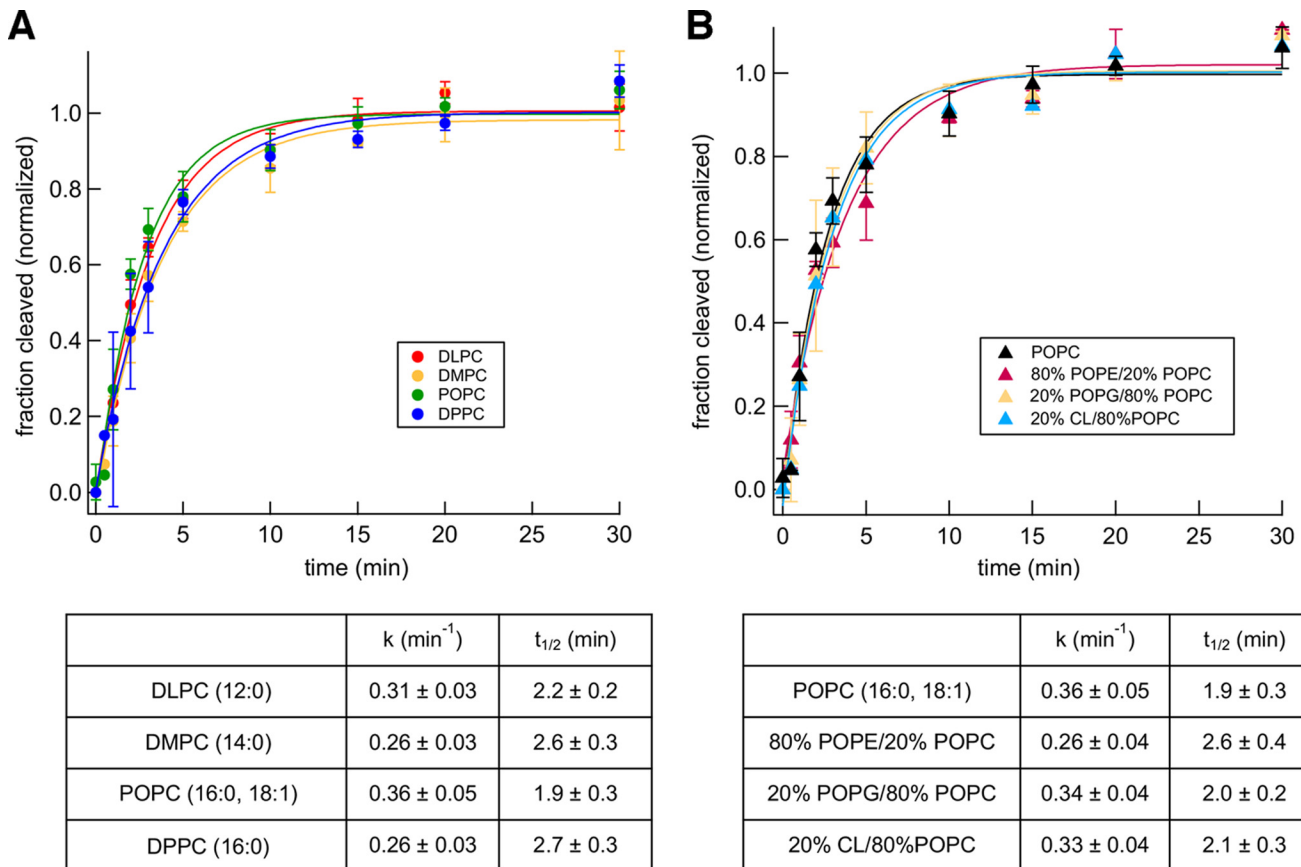 A
fraction cleaved (normalized)
1.0
0.8
0.6
0.4
0.2
0.0
DLPC
DMPC
POPC
DPPC
0 5 10 15 20 25 30
time (min)
k (min⁻¹) t₁/₂ (min)
DLPC (12:0) 0.31 ± 0.03 2.2 ± 0.2
DMPC (14:0) 0.26 ± 0.03 2.6 ± 0.3
POPC (16:0, 18:1) 0.36 ± 0.05 1.9 ± 0.3
DPPC (16:0) 0.26 ± 0.03 2.7 ± 0.3
B
fraction cleaved (normalized)
1.0
0.8
0.6
0.4
0.2
0.0
POPC
80% POPE/20% POPC
20% POPG/80% POPC
20% CL/80%POPC
0 5 10 15 20 25 30
time (min)
k (min⁻¹) t₁/₂ (min)
POPC (16:0, 18:1) 0.36 ± 0.05 1.9 ± 0.3
80% POPE/20% POPC 0.26 ± 0.04 2.6 ± 0.4
20% POPG/80% POPC 0.34 ± 0.04 2.0 ± 0.2
20% CL/80%POPC 0.33 ± 0.04 2.1 ± 0.3